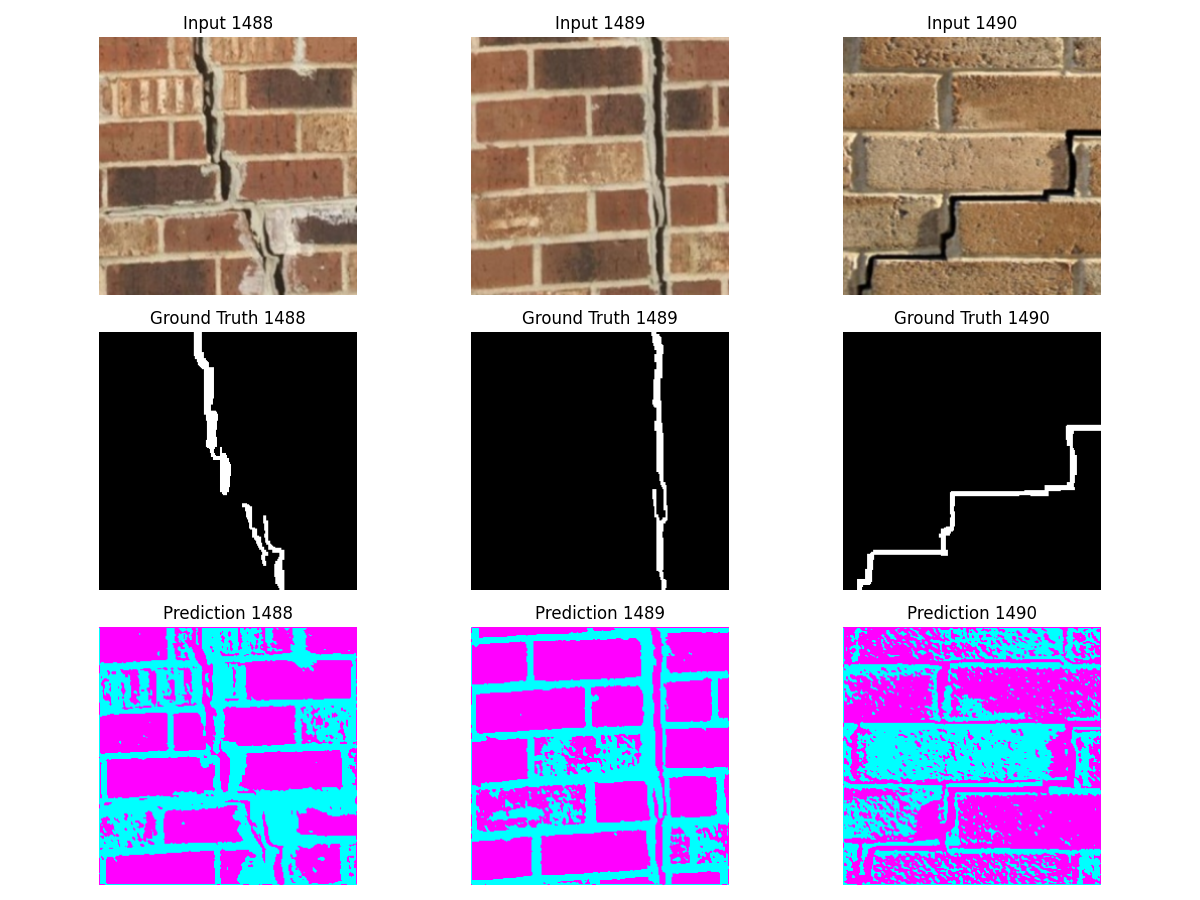 Input 1488
Input 1489
Input 1490
Ground Truth 1488
Ground Truth 1489
Ground Truth 1490
Prediction 1488
Prediction 1489
Prediction 1490